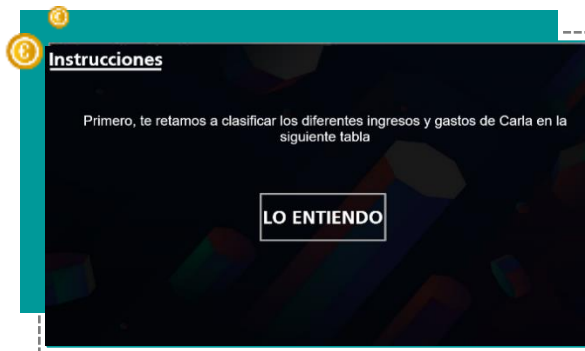 Instrucciones
Primero, te retamos a clasificar los diferentes ingresos y gastos de Carla en la
siguiente tabla
LO ENTIENDO